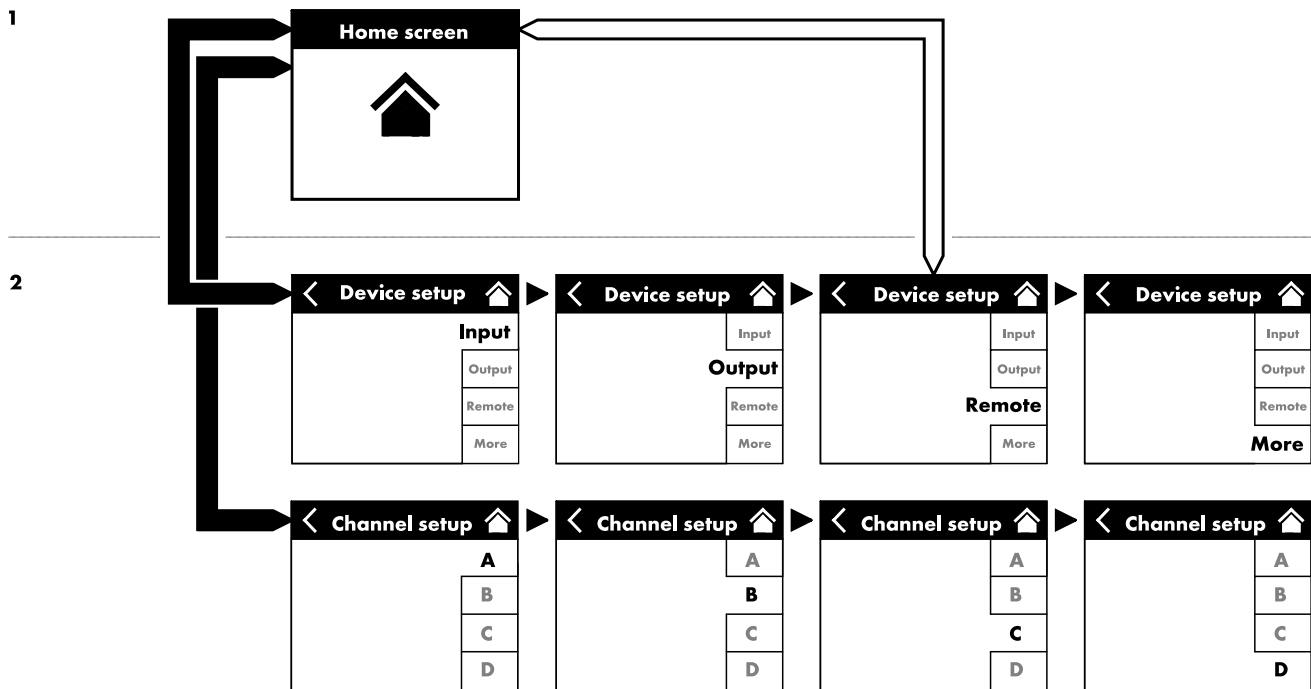 1
Home screen
2
Device setup
Input
Output
Remote
More
Device setup
Input
Output
Remote
More
Device setup
Input
Output
Remote
More
Device setup
Input
Output
Remote
More
Channel setup
A
B
C
D
Channel setup
A
B
C
D
Channel setup
A
B
C
D
Channel setup
A
B
C
D